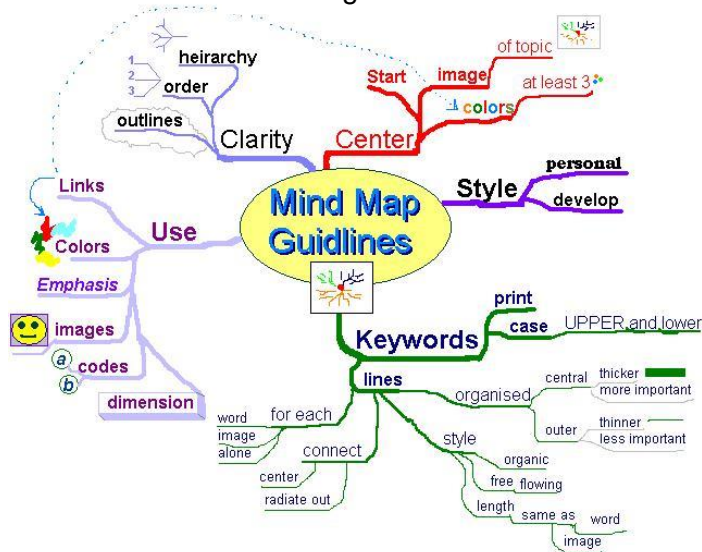 Mind Map
Guidlines
Center
Start
image
of topic
colors
at least 3
Style
personal
develop
Keywords
print
case
UPPER and lower
lines
organised
central
thicker
more important
outer
thinner
less important
style
organic
free flowing
length
same as
word
image
connect
center
radiate out
for each
word
image
alone
Use
Links
Colors
Emphasis
images
codes
a
b
dimension
Clarity
heirarchy
order
1
2
3
outlines